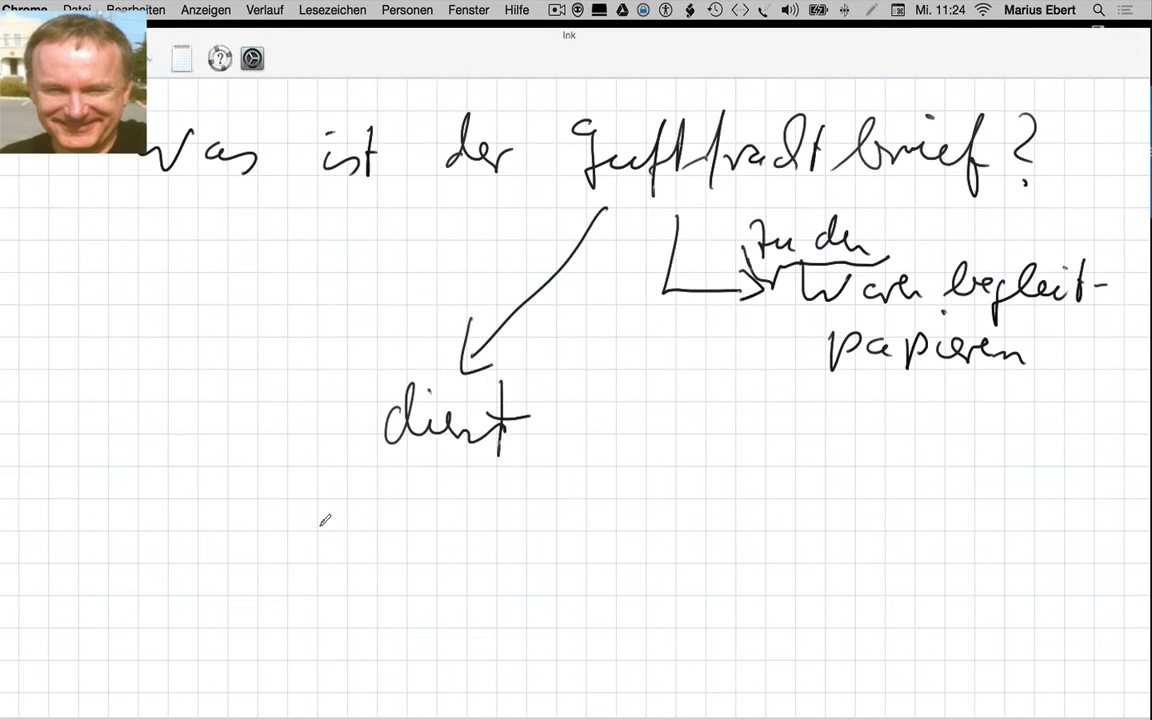 Chrome Datei Bearbeiten Anzeigen Verlauf Lesezeichen Personen Fenster Hilfe Mi. 11:24 Marius Ebert
Ink
Was ist der Luftfrachtbrief?
zu den
Warenbegleit-
papieren
dient